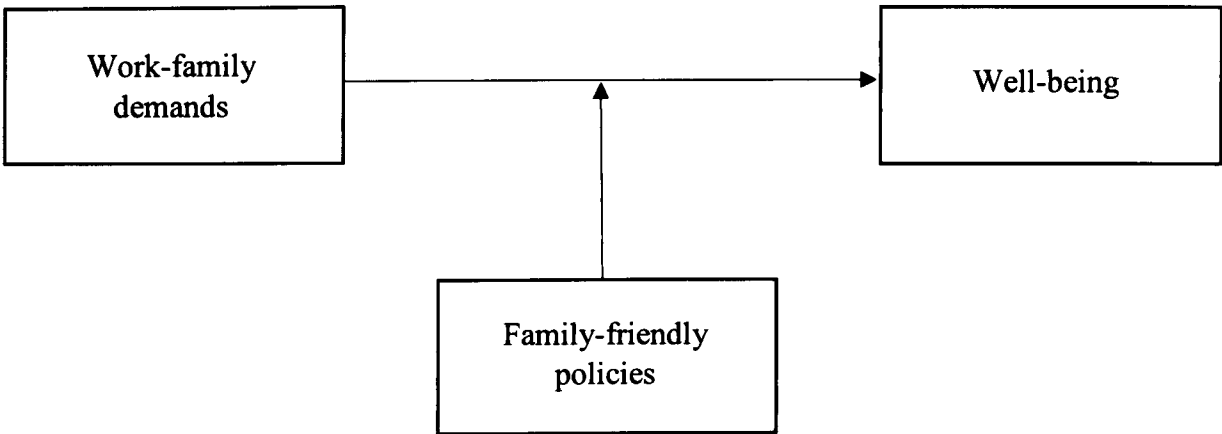 Work-family
demands
Well-being
Family-friendly
policies